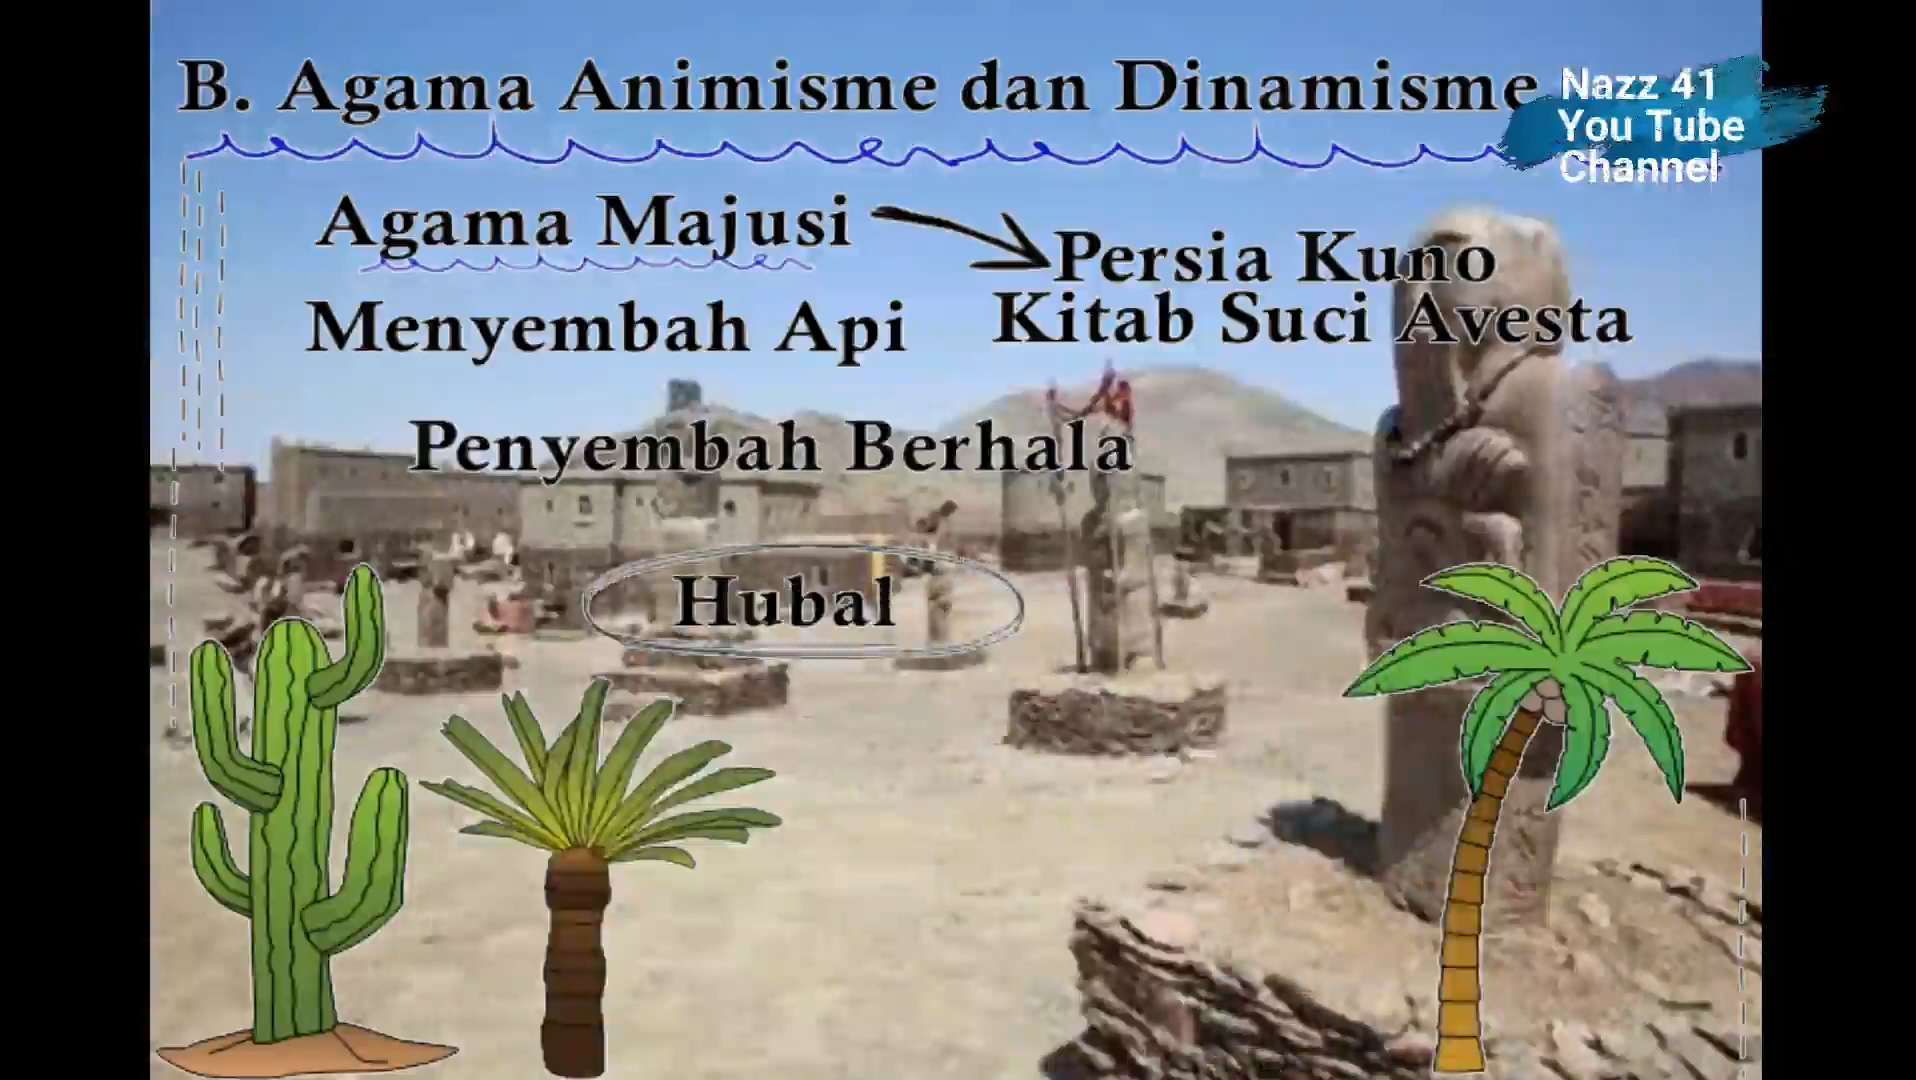 B. Agama Animisme dan Dinamisme
Nazz 41
You Tube
Channel
Agama Majusi
Persia Kuno
Menyembah Api
Kitab Suci Avesta
Penyembah Berhala
Hubal